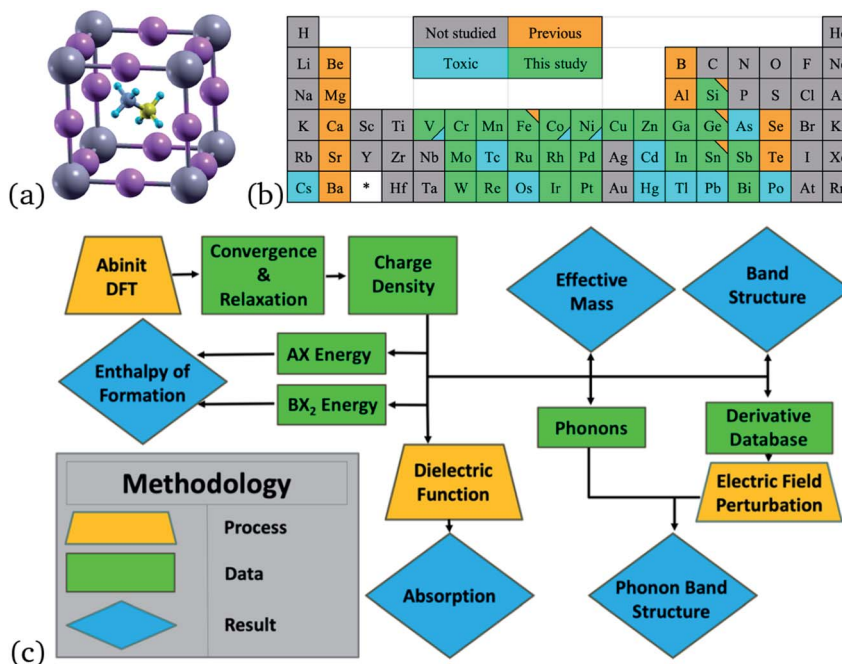 (a)
(b)
H Not studied Previous He
Li Be Toxic This study B C N O F Ne
Na Mg Al Si P S Cl
K Ca Sc Ti V Cr Mn Fe Co Ni Cu Zn Ga Ge As Se Br
Rb Sr Y Zr Nb Mo Tc Ru Rh Pd Ag Cd In Sn Sb Te I Xe
Cs Ba * Hf Ta W Re Os Ir Pt Au Hg Tl Pb Bi Po At Rn
Abinit
DFT
Convergence
&
Relaxation
Charge
Density
Effective
Mass
Band
Structure
Enthalpy of
Formation
AX Energy
BX₂ Energy
Phonons
Derivative
Database
Dielectric
Function
Electric Field
Perturbation
Absorption
Phonon Band
Structure
Methodology
Process
Data
Result
(c)